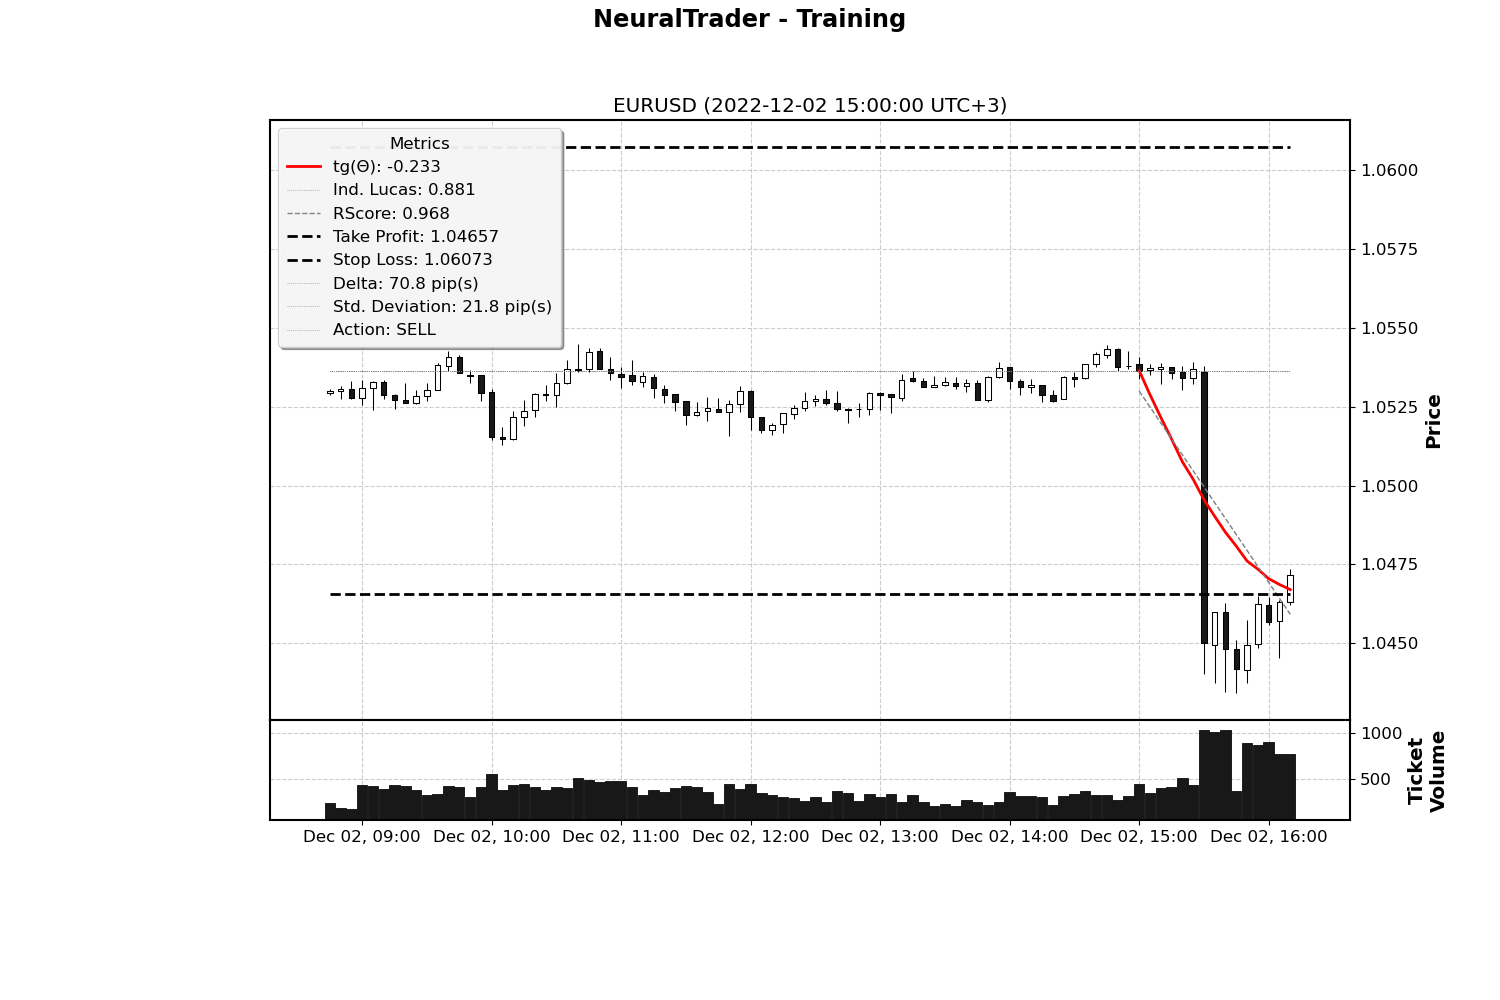 NeuralTrader - Training
EURUSD (2022-12-02 15:00:00 UTC+3)
Metrics
tg(Θ): -0.233
Ind. Lucas: 0.881
RScore: 0.968
Take Profit: 1.04657
Stop Loss: 1.06073
Delta: 70.8 pip(s)
Std. Deviation: 21.8 pip(s)
Action: SELL
1.0600
1.0575
1.0550
1.0525
1.0500
1.0475
1.0450
Price
1000
500
Ticket
Volume
Dec 02, 09:00 Dec 02, 10:00 Dec 02, 11:00 Dec 02, 12:00 Dec 02, 13:00 Dec 02, 14:00 Dec 02, 15:00 Dec 02, 16:00